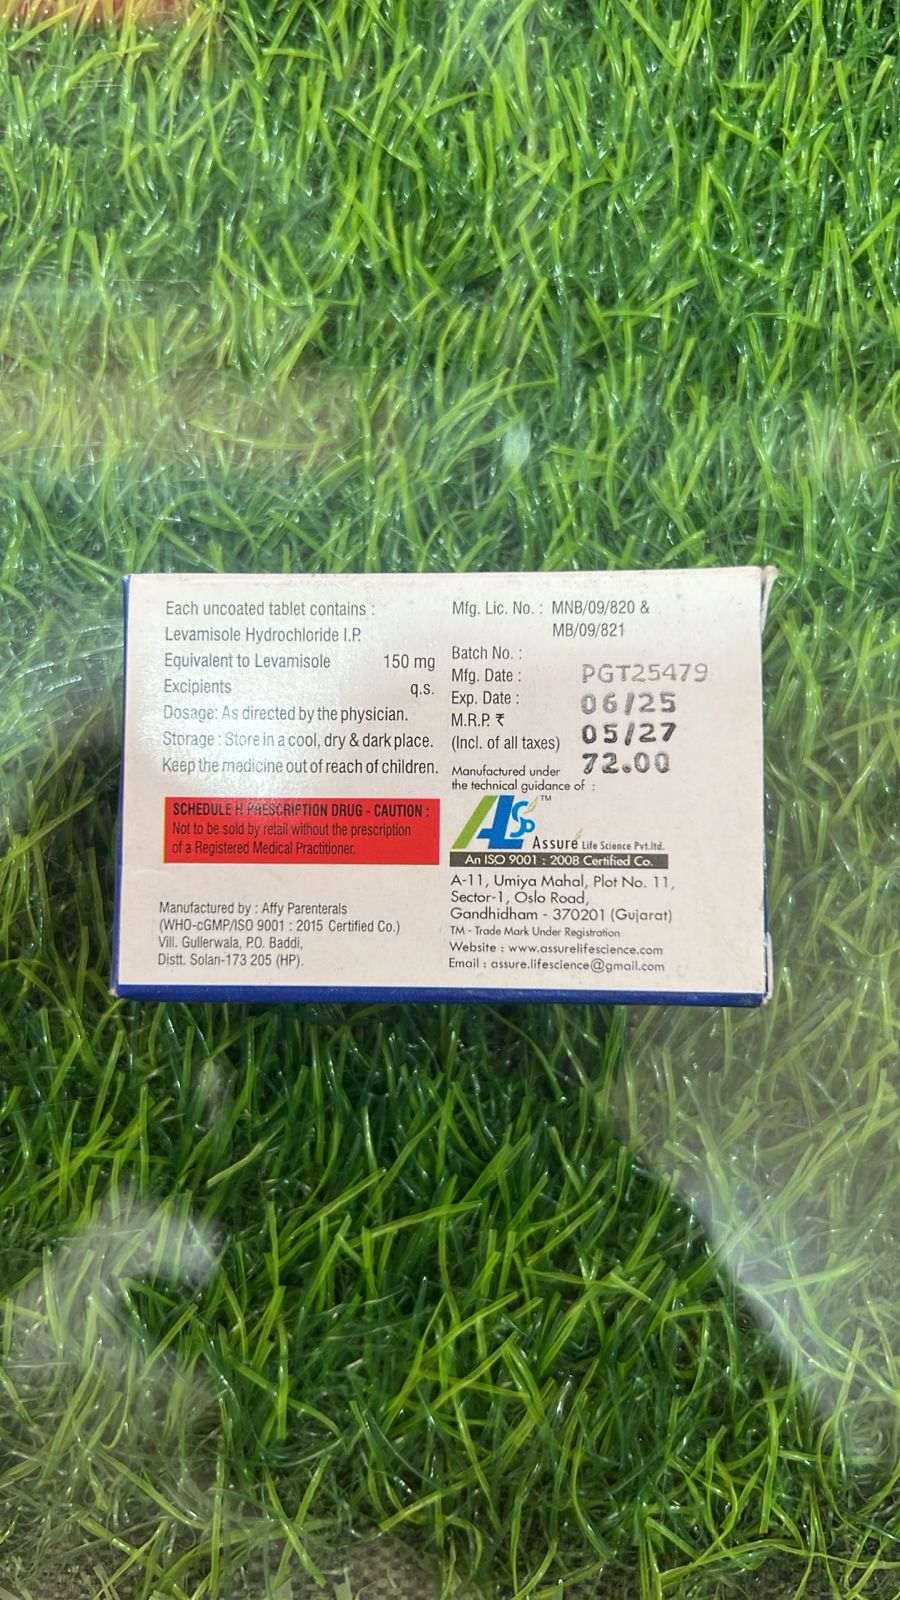 Each uncoated tablet contains :
Levamisole Hydrochloride I.P.
Equivalent to Levamisole 150 mg
Excipients q.s.
Dosage: As directed by the physician.
Storage : Store in a cool, dry & dark place.
Keep the medicine out of reach of children.
SCHEDULE H PRESCRIPTION DRUG - CAUTION :
Not to be sold by retail without the prescription
of a Registered Medical Practitioner.
Manufactured by : Affy Parenterals
(WHO-cGMP/ISO 9001 : 2015 Certified Co.)
Vill. Gullerwala, P.O. Baddi,
Distt. Solan-173 205 (HP).
Mfg. Lic. No. : MNB/09/820 &
MB/09/821
Batch No. :
PGT25479
Mfg. Date :
06/25
Exp. Date :
05/27
M.R.P. ₹
72.00
(Incl. of all taxes)
Manufactured under
the technical guidance of :
ALSP™
Assure Life Science Pvt.ltd.
An ISO 9001 : 2008 Certified Co.
A-11, Umiya Mahal, Plot No. 11,
Sector-1, Oslo Road,
Gandhidham - 370201 (Gujarat)
TM - Trade Mark Under Registration
Website : www.assurelifescience.com
Email : assure.lifescience@gmail.com